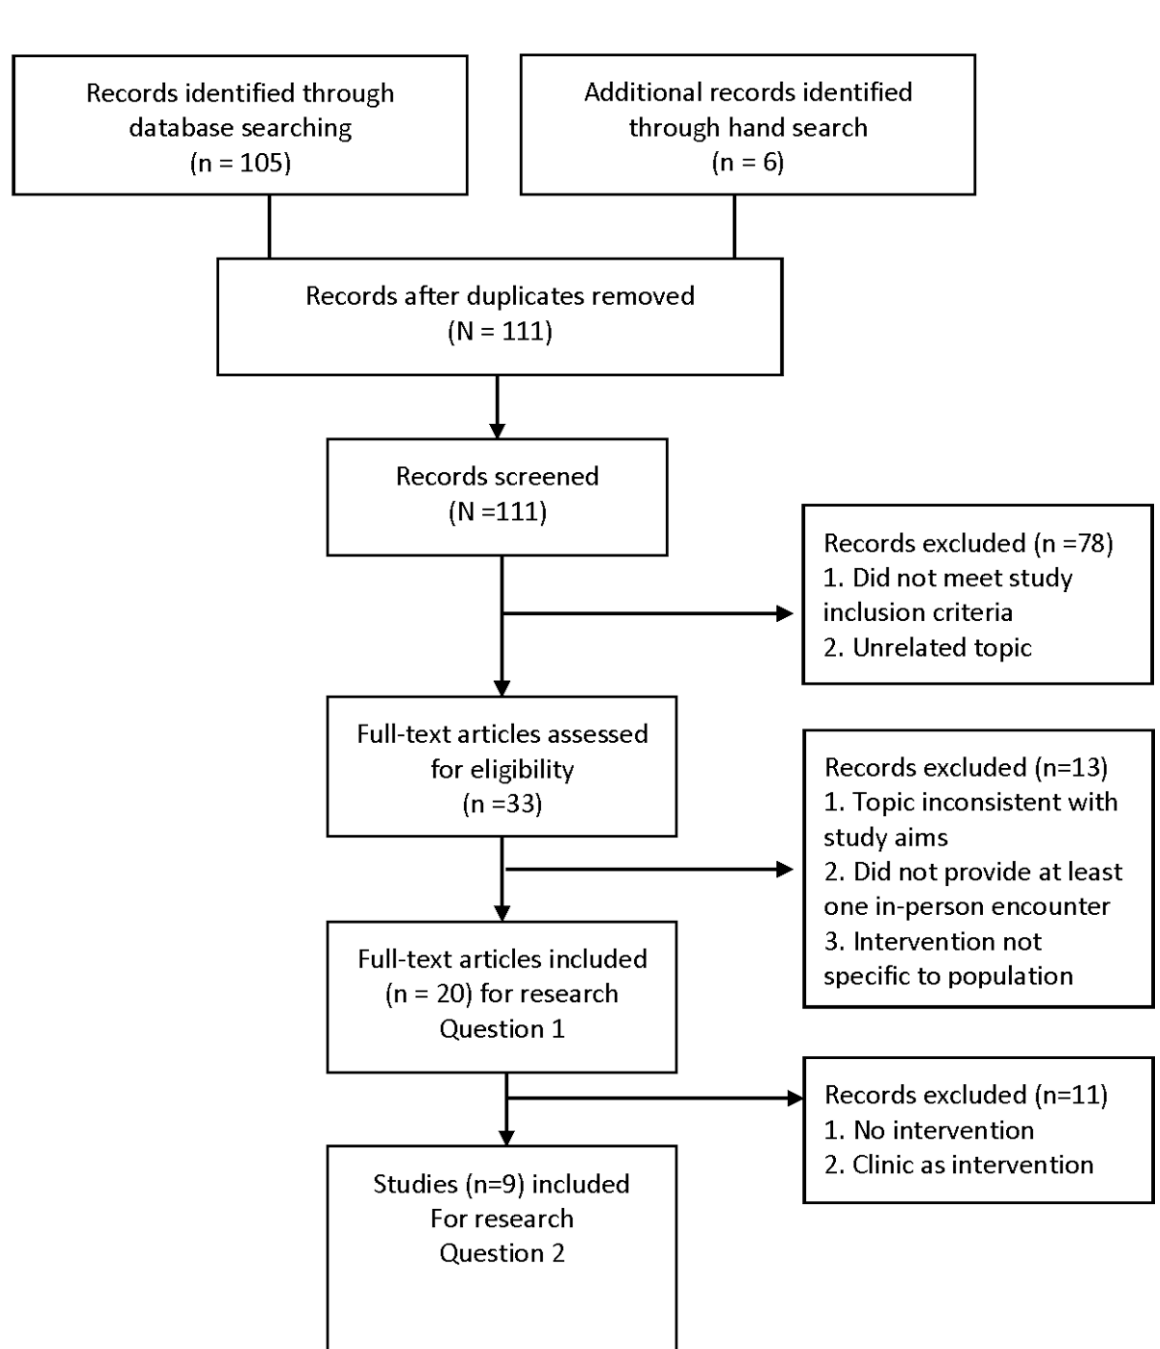 Records identified through
database searching
(n = 105)
Additional records identified
through hand search
(n = 6)
Records after duplicates removed
(N = 111)
Records screened
(N =111)
Records excluded (n =78)
1. Did not meet study
inclusion criteria
2. Unrelated topic
Full-text articles assessed
for eligibility
(n =33)
Records excluded (n=13)
1. Topic inconsistent with
study aims
2. Did not provide at least
one in-person encounter
3. Intervention not
specific to population
Full-text articles included
(n = 20) for research
Question 1
Records excluded (n=11)
1. No intervention
2. Clinic as intervention
Studies (n=9) included
For research
Question 2